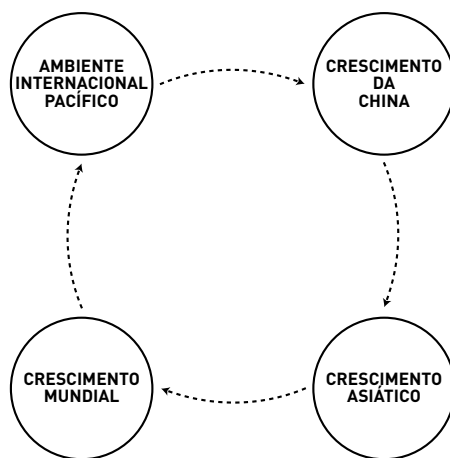 AMBIENTE
INTERNACIONAL
PACÍFICO
CRESCIMENTO
DA
CHINA
CRESCIMENTO
MUNDIAL
CRESCIMENTO
ASIÁTICO